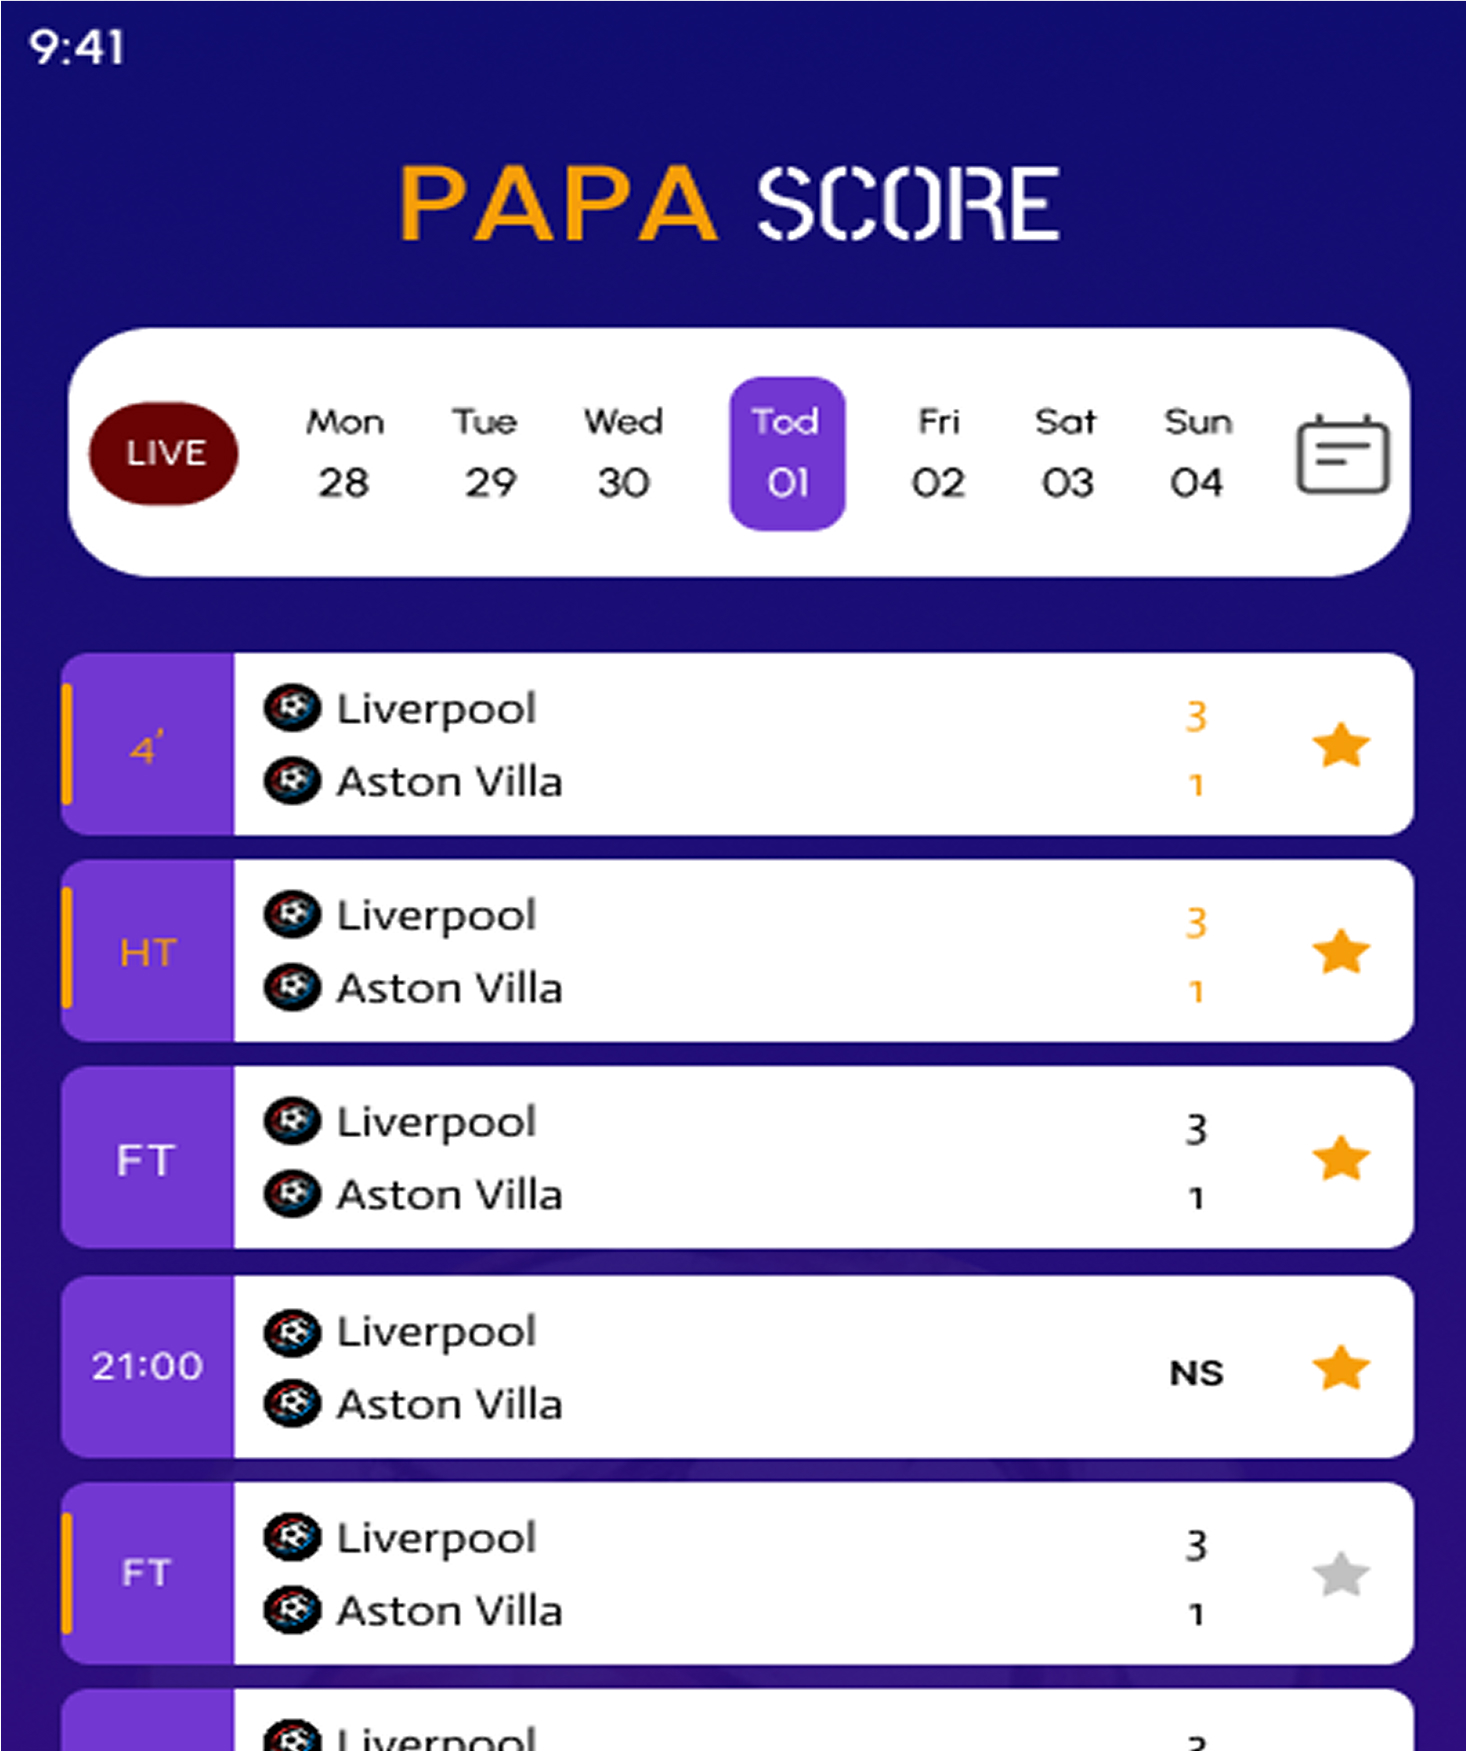 9:41
PAPA SCORE
LIVE Mon Tue Wed Tod Fri Sat Sun
28 29 30 01 02 03 04
4'
Liverpool 3
Aston Villa 1
HT
Liverpool 3
Aston Villa 1
FT
Liverpool 3
Aston Villa 1
21:00
Liverpool
Aston Villa
NS
FT
Liverpool 3
Aston Villa 1
Liverpool 3